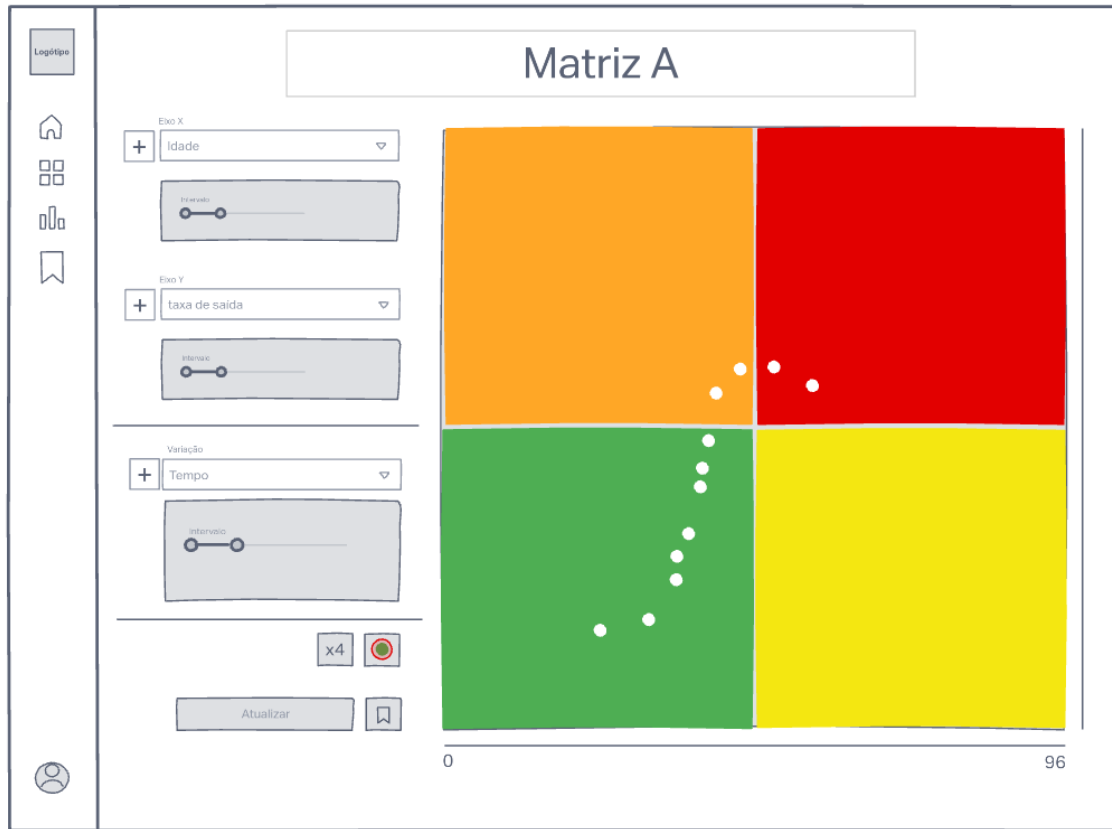 Logótipo
Matriz A
Eixo X
Idade
Intervalo
Eixo Y
taxa de saída
Intervalo
Variação
Tempo
Intervalo
x4
Atualizar
0
96